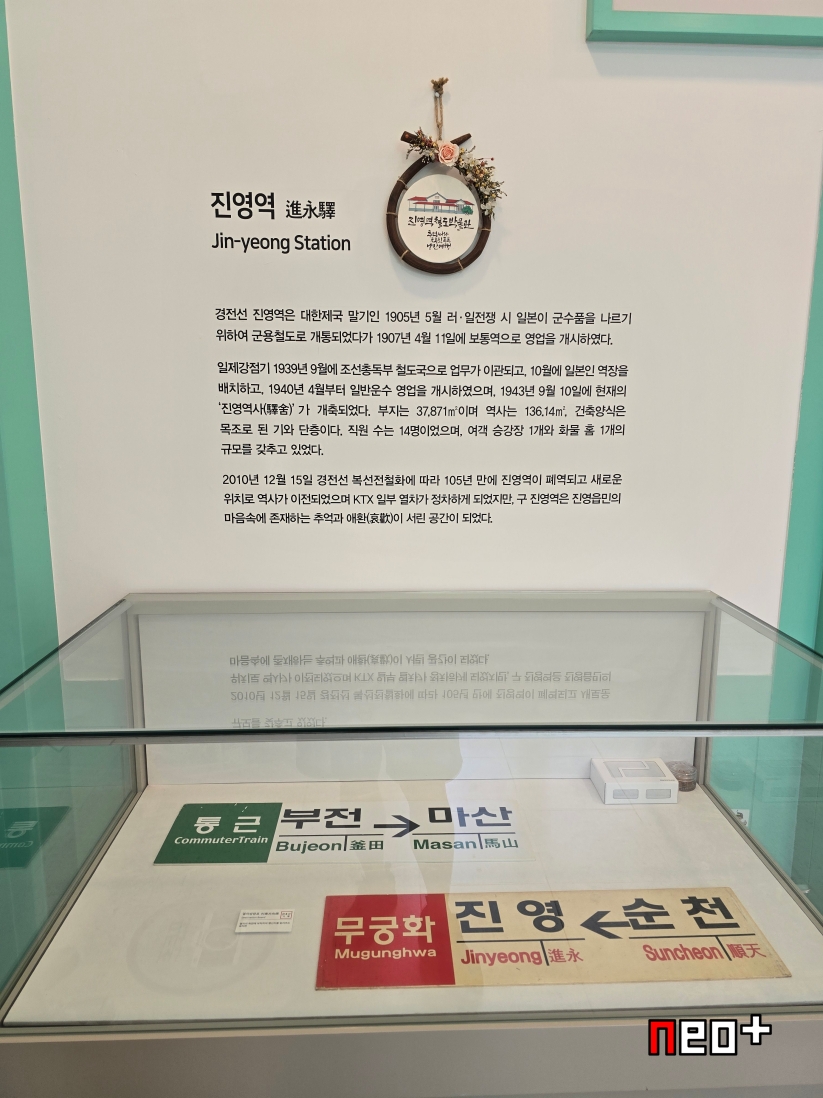 진영역 進永驛
Jin-yeong Station
진영역철도박물관
경전선 진영역은 대한제국 말기인 1905년 5월 러·일전쟁 시 일본이 군수품을 나르기
위하여 군용철도로 개통되었다가 1907년 4월 11일에 보통역으로 영업을 개시하였다.
일제강점기 1939년 9월에 조선총독부 철도국으로 업무가 이관되고, 10월에 일본인 역장을
배치하고, 1940년 4월부터 일반운수 영업을 개시하였으며, 1943년 9월 10일에 현재의
‘진영역사(驛舍)’가 개축되었다. 부지는 37,871㎡이며 역사는 136.14㎡, 건축양식은
목조로 된 기와 단층이다. 직원 수는 14명이었으며, 여객 승강장 1개와 화물 홈 1개의
규모를 갖추고 있었다.
2010년 12월 15일 경전선 복선전철화에 따라 105년 만에 진영역이 폐역되고 새로운
위치로 역사가 이전되었으며 KTX 일부 열차가 정차하게 되었지만, 구 진영역은 진영읍민의
마음속에 존재하는 추억과 애환(哀歡)이 서린 공간이 되었다.
통근 부전 → 마산
CommuterTrain Bujeon 釜田 Masan 馬山
무궁화 진영 ← 순천
Mugunghwa Jinyeong 進永 Suncheon 順天
neo+